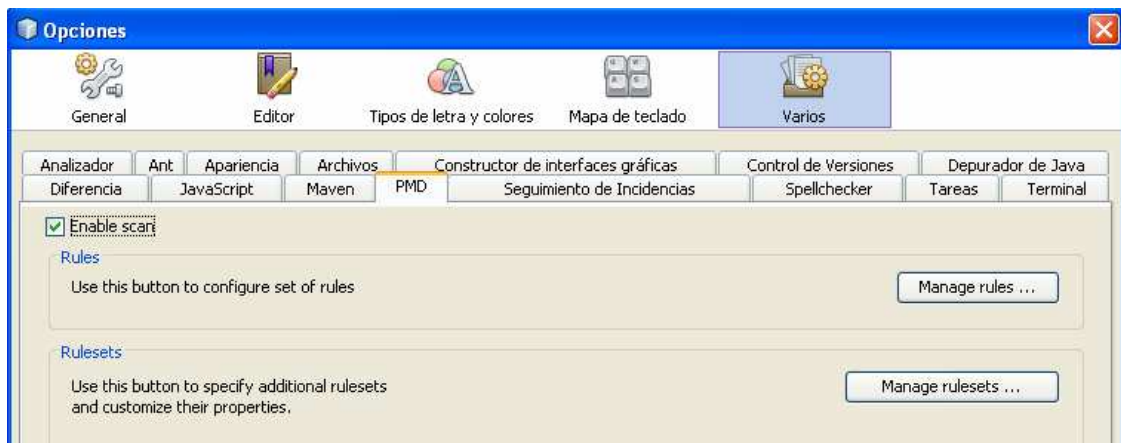 Opciones
General Editor Tipos de letra y colores Mapa de teclado Varios
Analizador Ant Apariencia Archivos Constructor de interfaces gráficas Control de Versiones Depurador de Java
Diferencia JavaScript Maven PMD Seguimiento de Incidencias Spellchecker Tareas Terminal
Enable scan
Rules
Use this button to configure set of rules Manage rules ...
Rulesets
Use this button to specify additional rulesets Manage rulesets ...
and customize their properties.